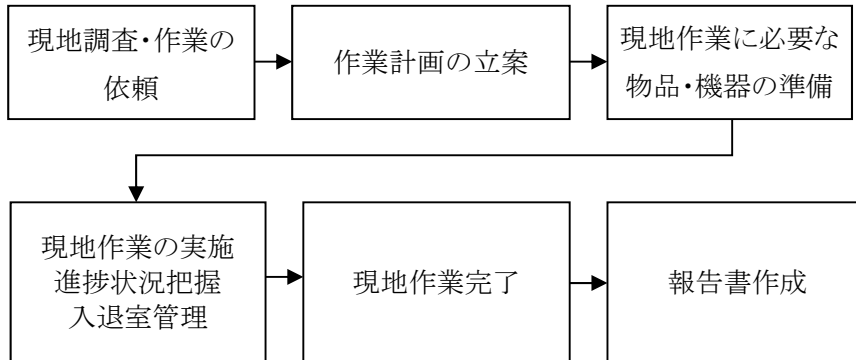 現地調査・作業の
依頼
作業計画の立案
現地作業に必要な
物品・機器の準備
現地作業の実施
進捗状況把握
入退室管理
現地作業完了
報告書作成